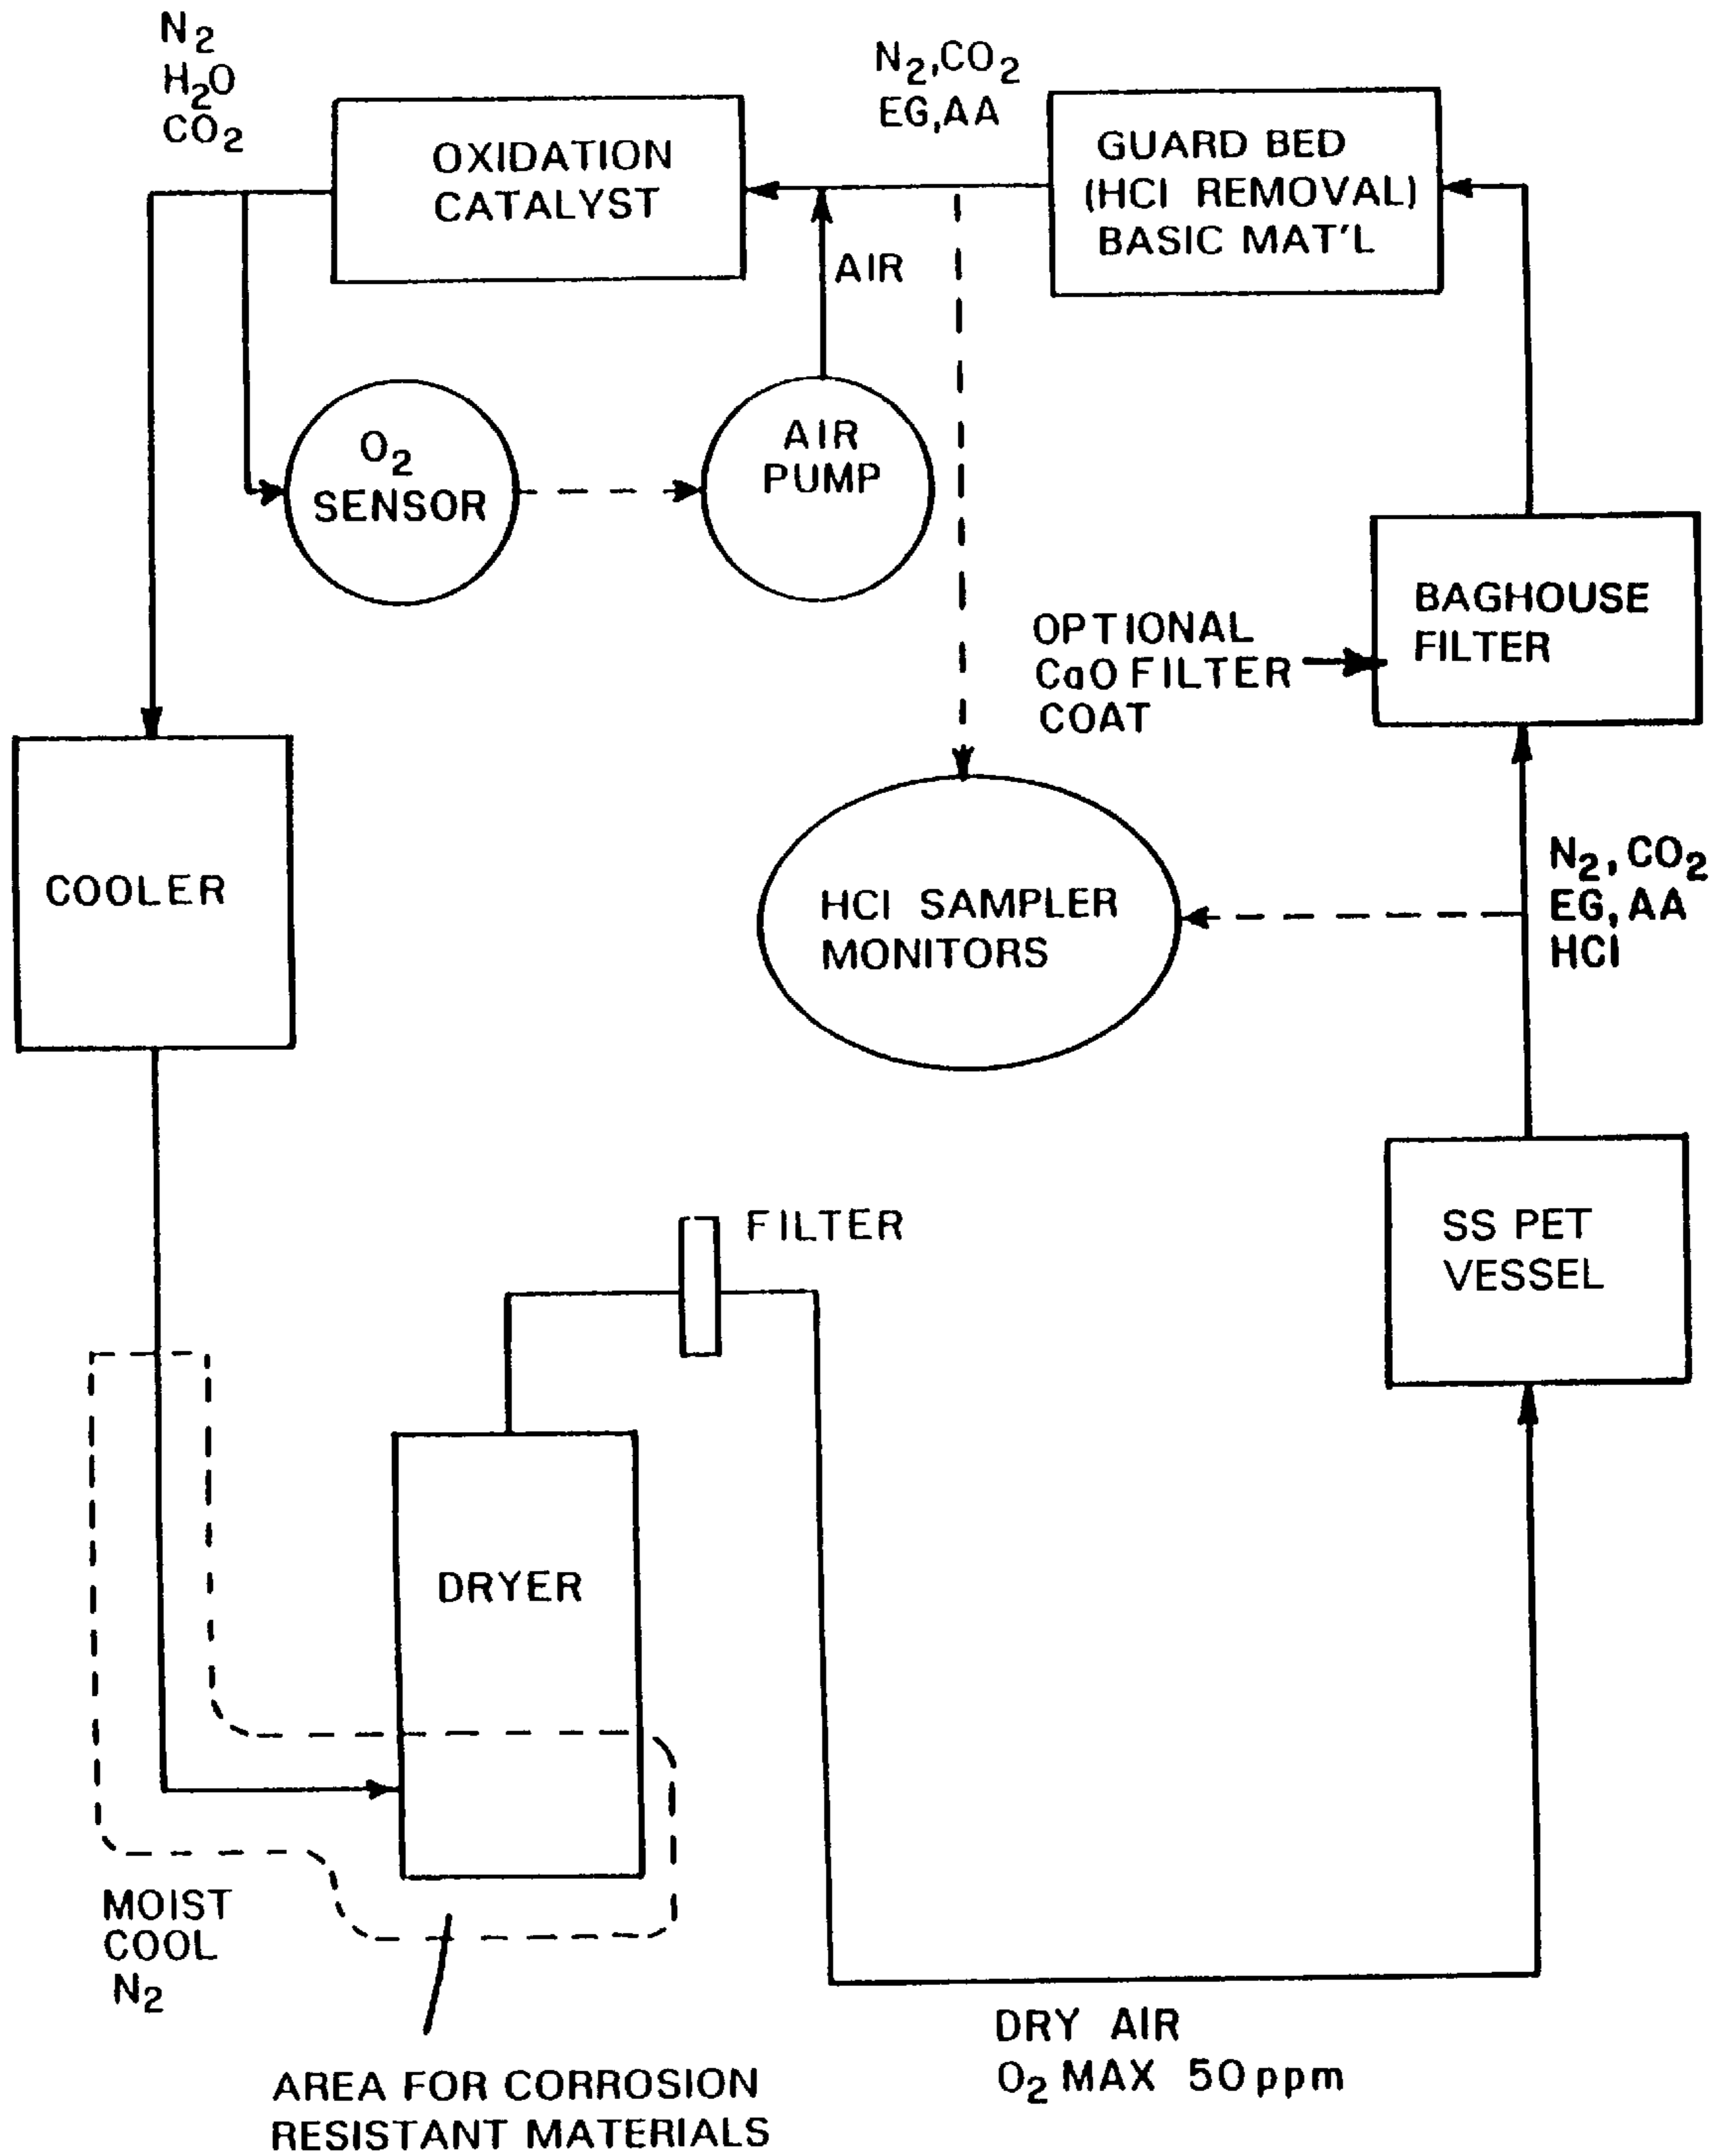 N2
H2O
CO2
OXIDATION
CATALYST
N2,CO2
EG,AA
GUARD BED
(HCl REMOVAL)
BASIC MAT'L
AIR
O2
SENSOR
AIR
PUMP
BAGHOUSE
FILTER
OPTIONAL
CaO FILTER
COAT
COOLER
HCl SAMPLER
MONITORS
N2,CO2
EG,AA
HCl
SS PET
VESSEL
FILTER
DRYER
MOIST
COOL
N2
DRY AIR
O2 MAX 50ppm
AREA FOR CORROSION
RESISTANT MATERIALS